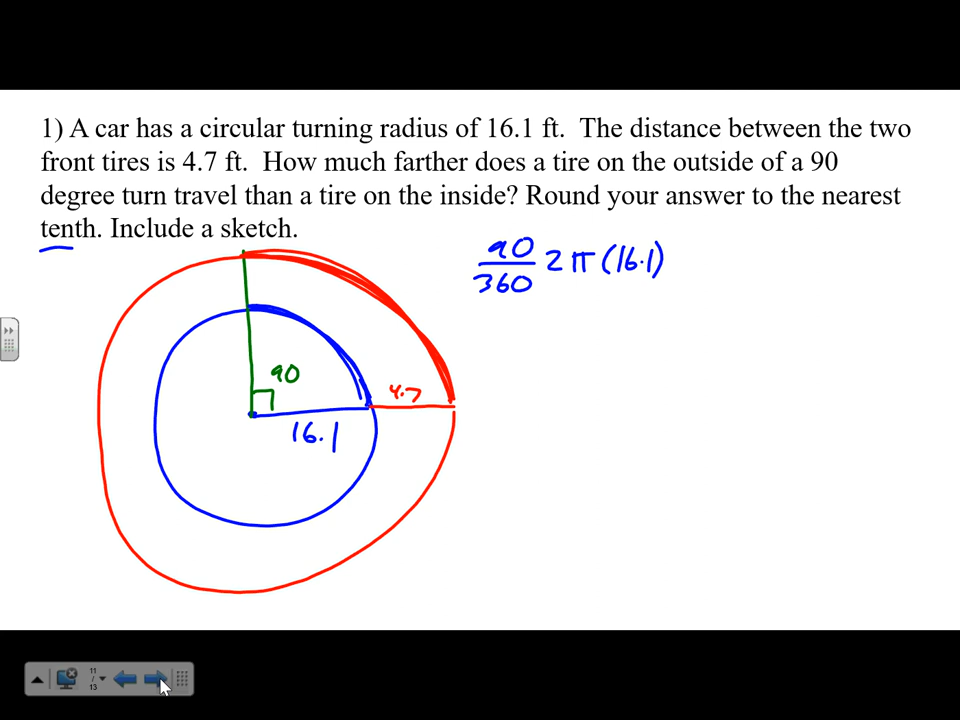 1) A car has a circular turning radius of 16.1 ft.  The distance between the two
front tires is 4.7 ft.  How much farther does a tire on the outside of a 90
degree turn travel than a tire on the inside? Round your answer to the nearest
tenth. Include a sketch.
90/360 2π(16.1)
90
4.7
16.1
11
/
13